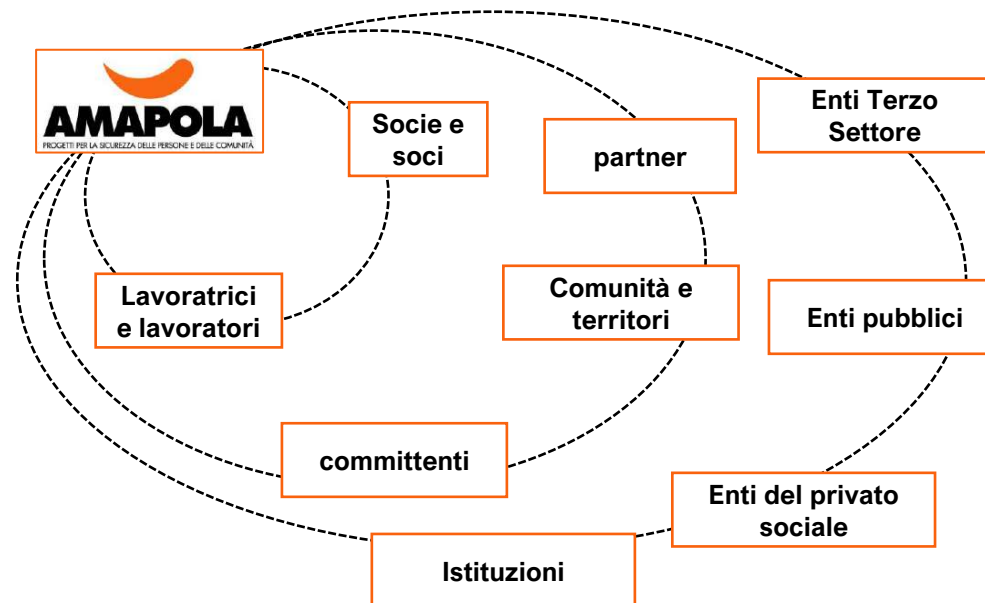 AMAPOLA
PROGETTI PER LA SICUREZZA DELLE PERSONE E DELLE COMUNITÀ
Socie e
soci
partner
Enti Terzo
Settore
Lavoratrici
e lavoratori
Comunità e
territori
Enti pubblici
committenti
Enti del privato
sociale
Istituzioni